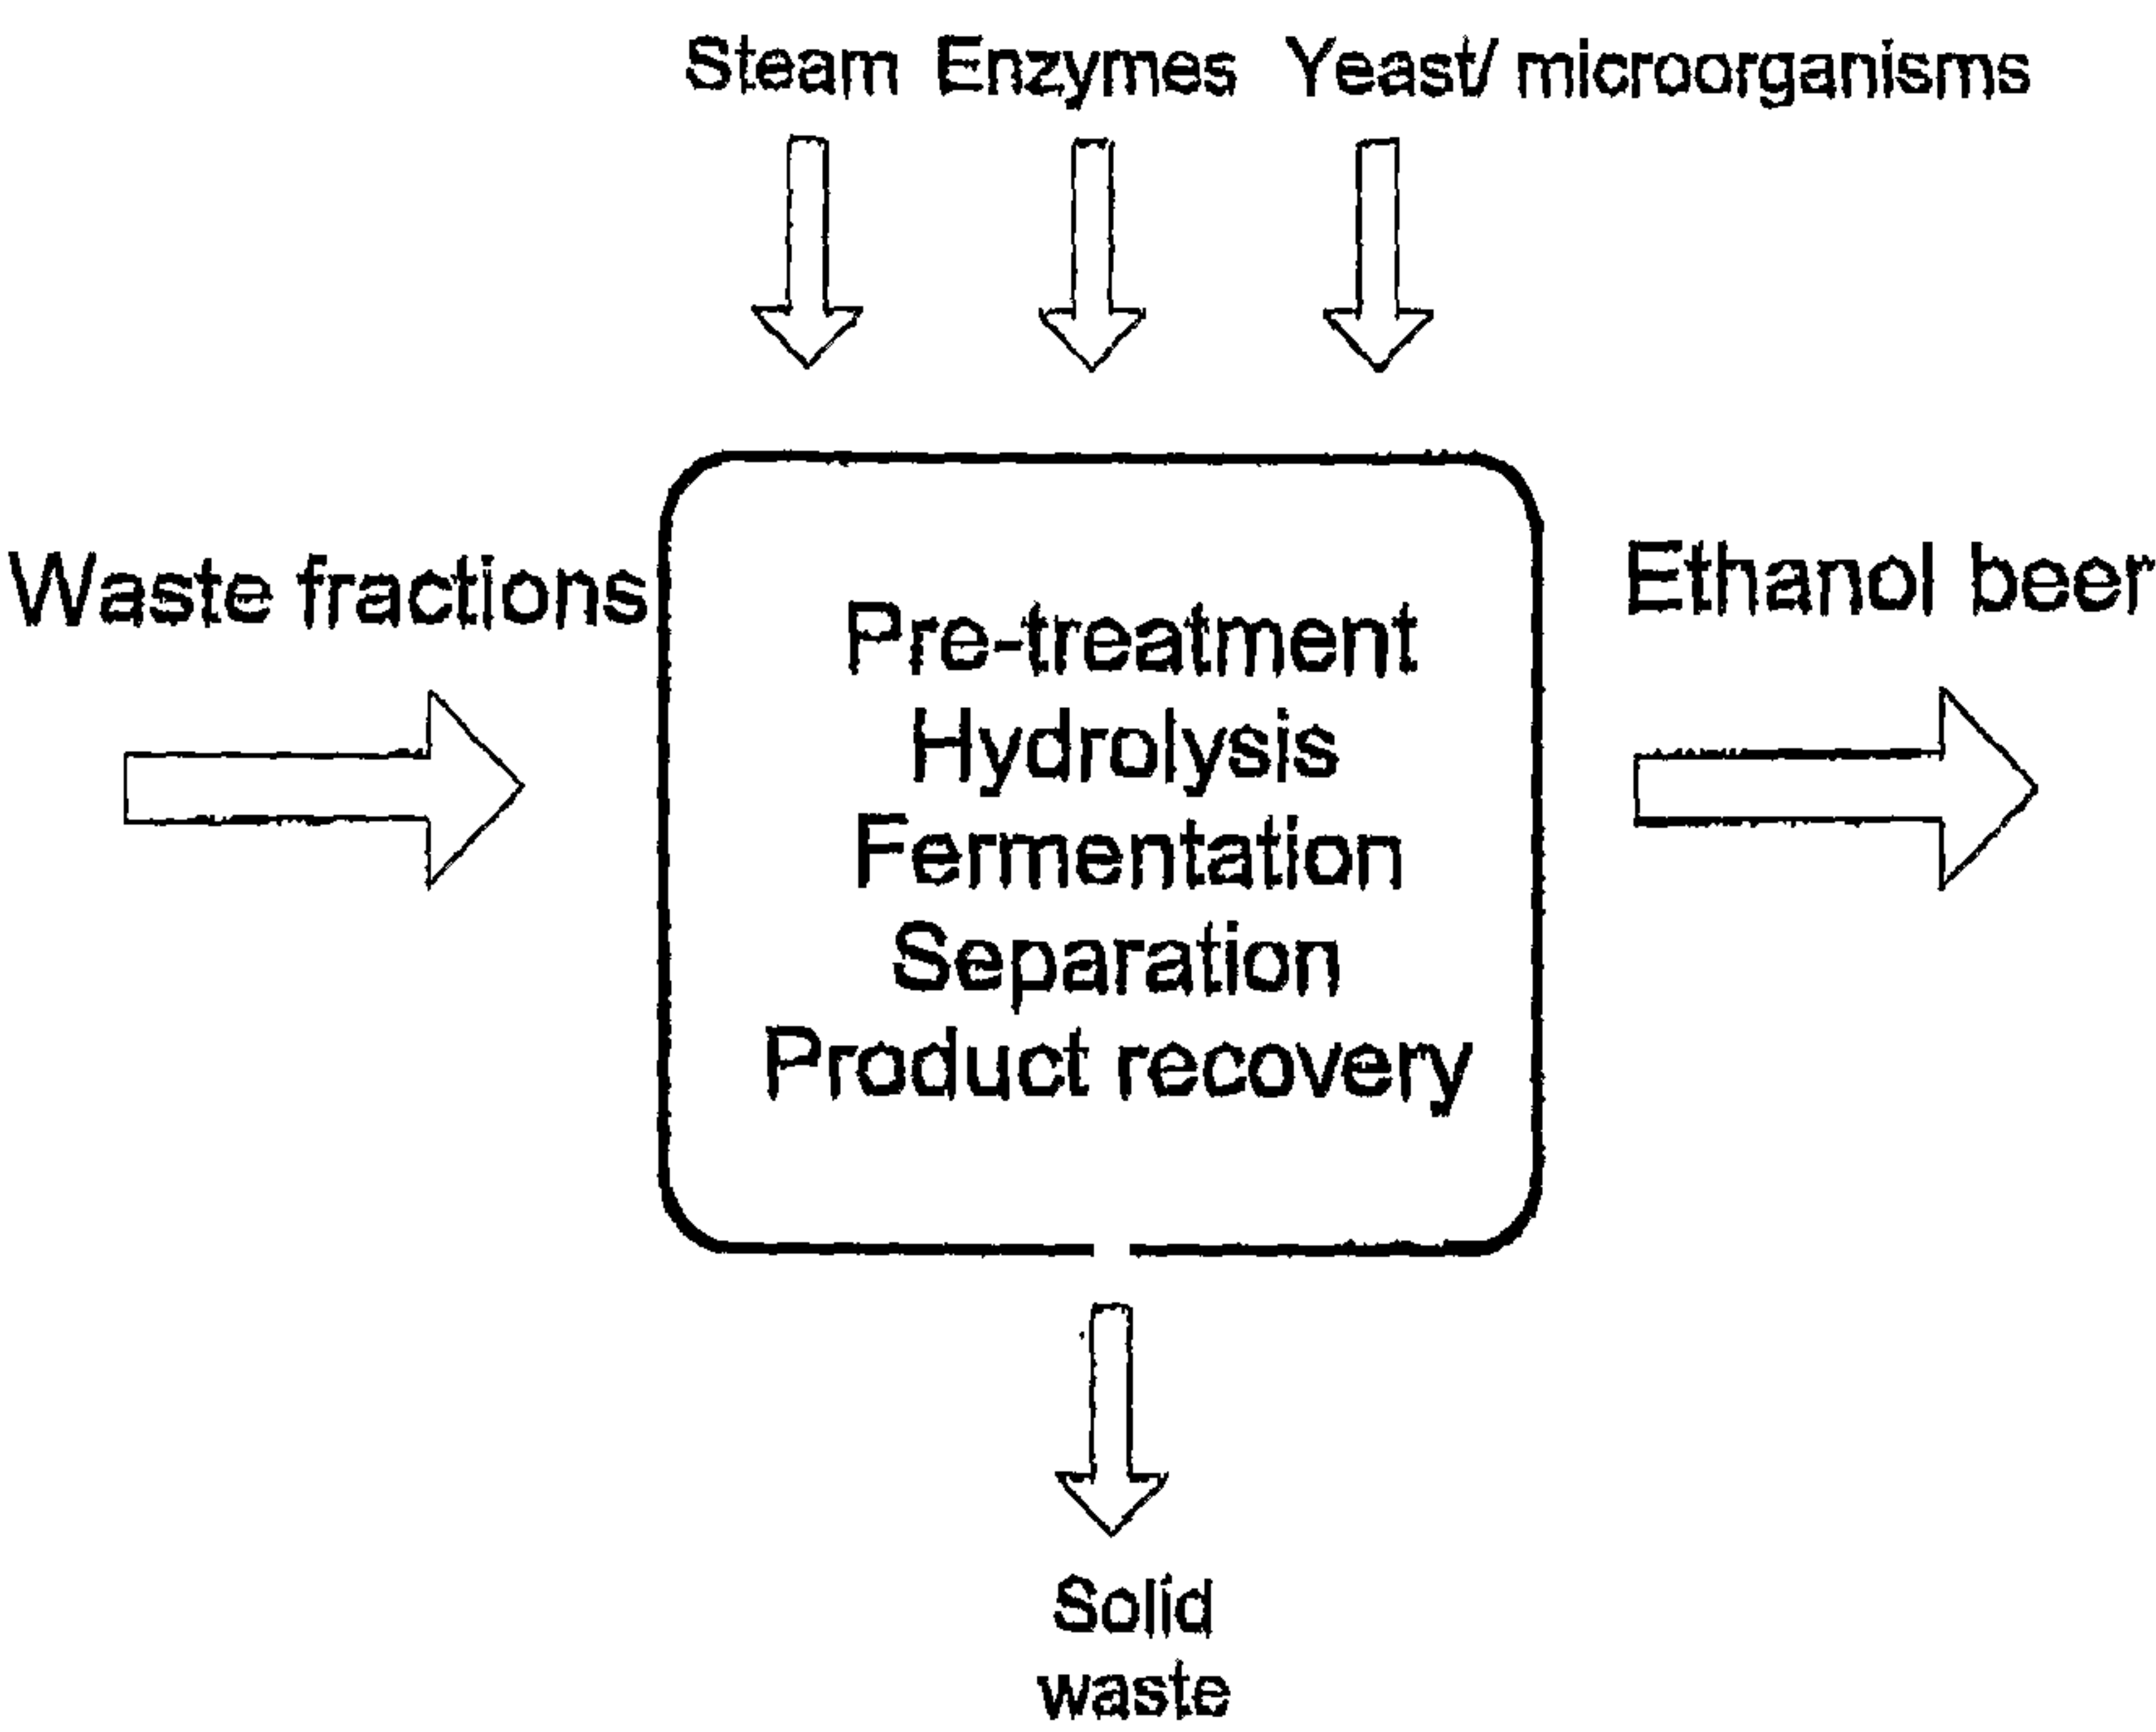 Steam Enzymes Yeast/ microorganisms
Waste fractions
Pre-treatment
Hydrolysis
Fermentation
Separation
Product recovery
Ethanol beer
Solid
waste